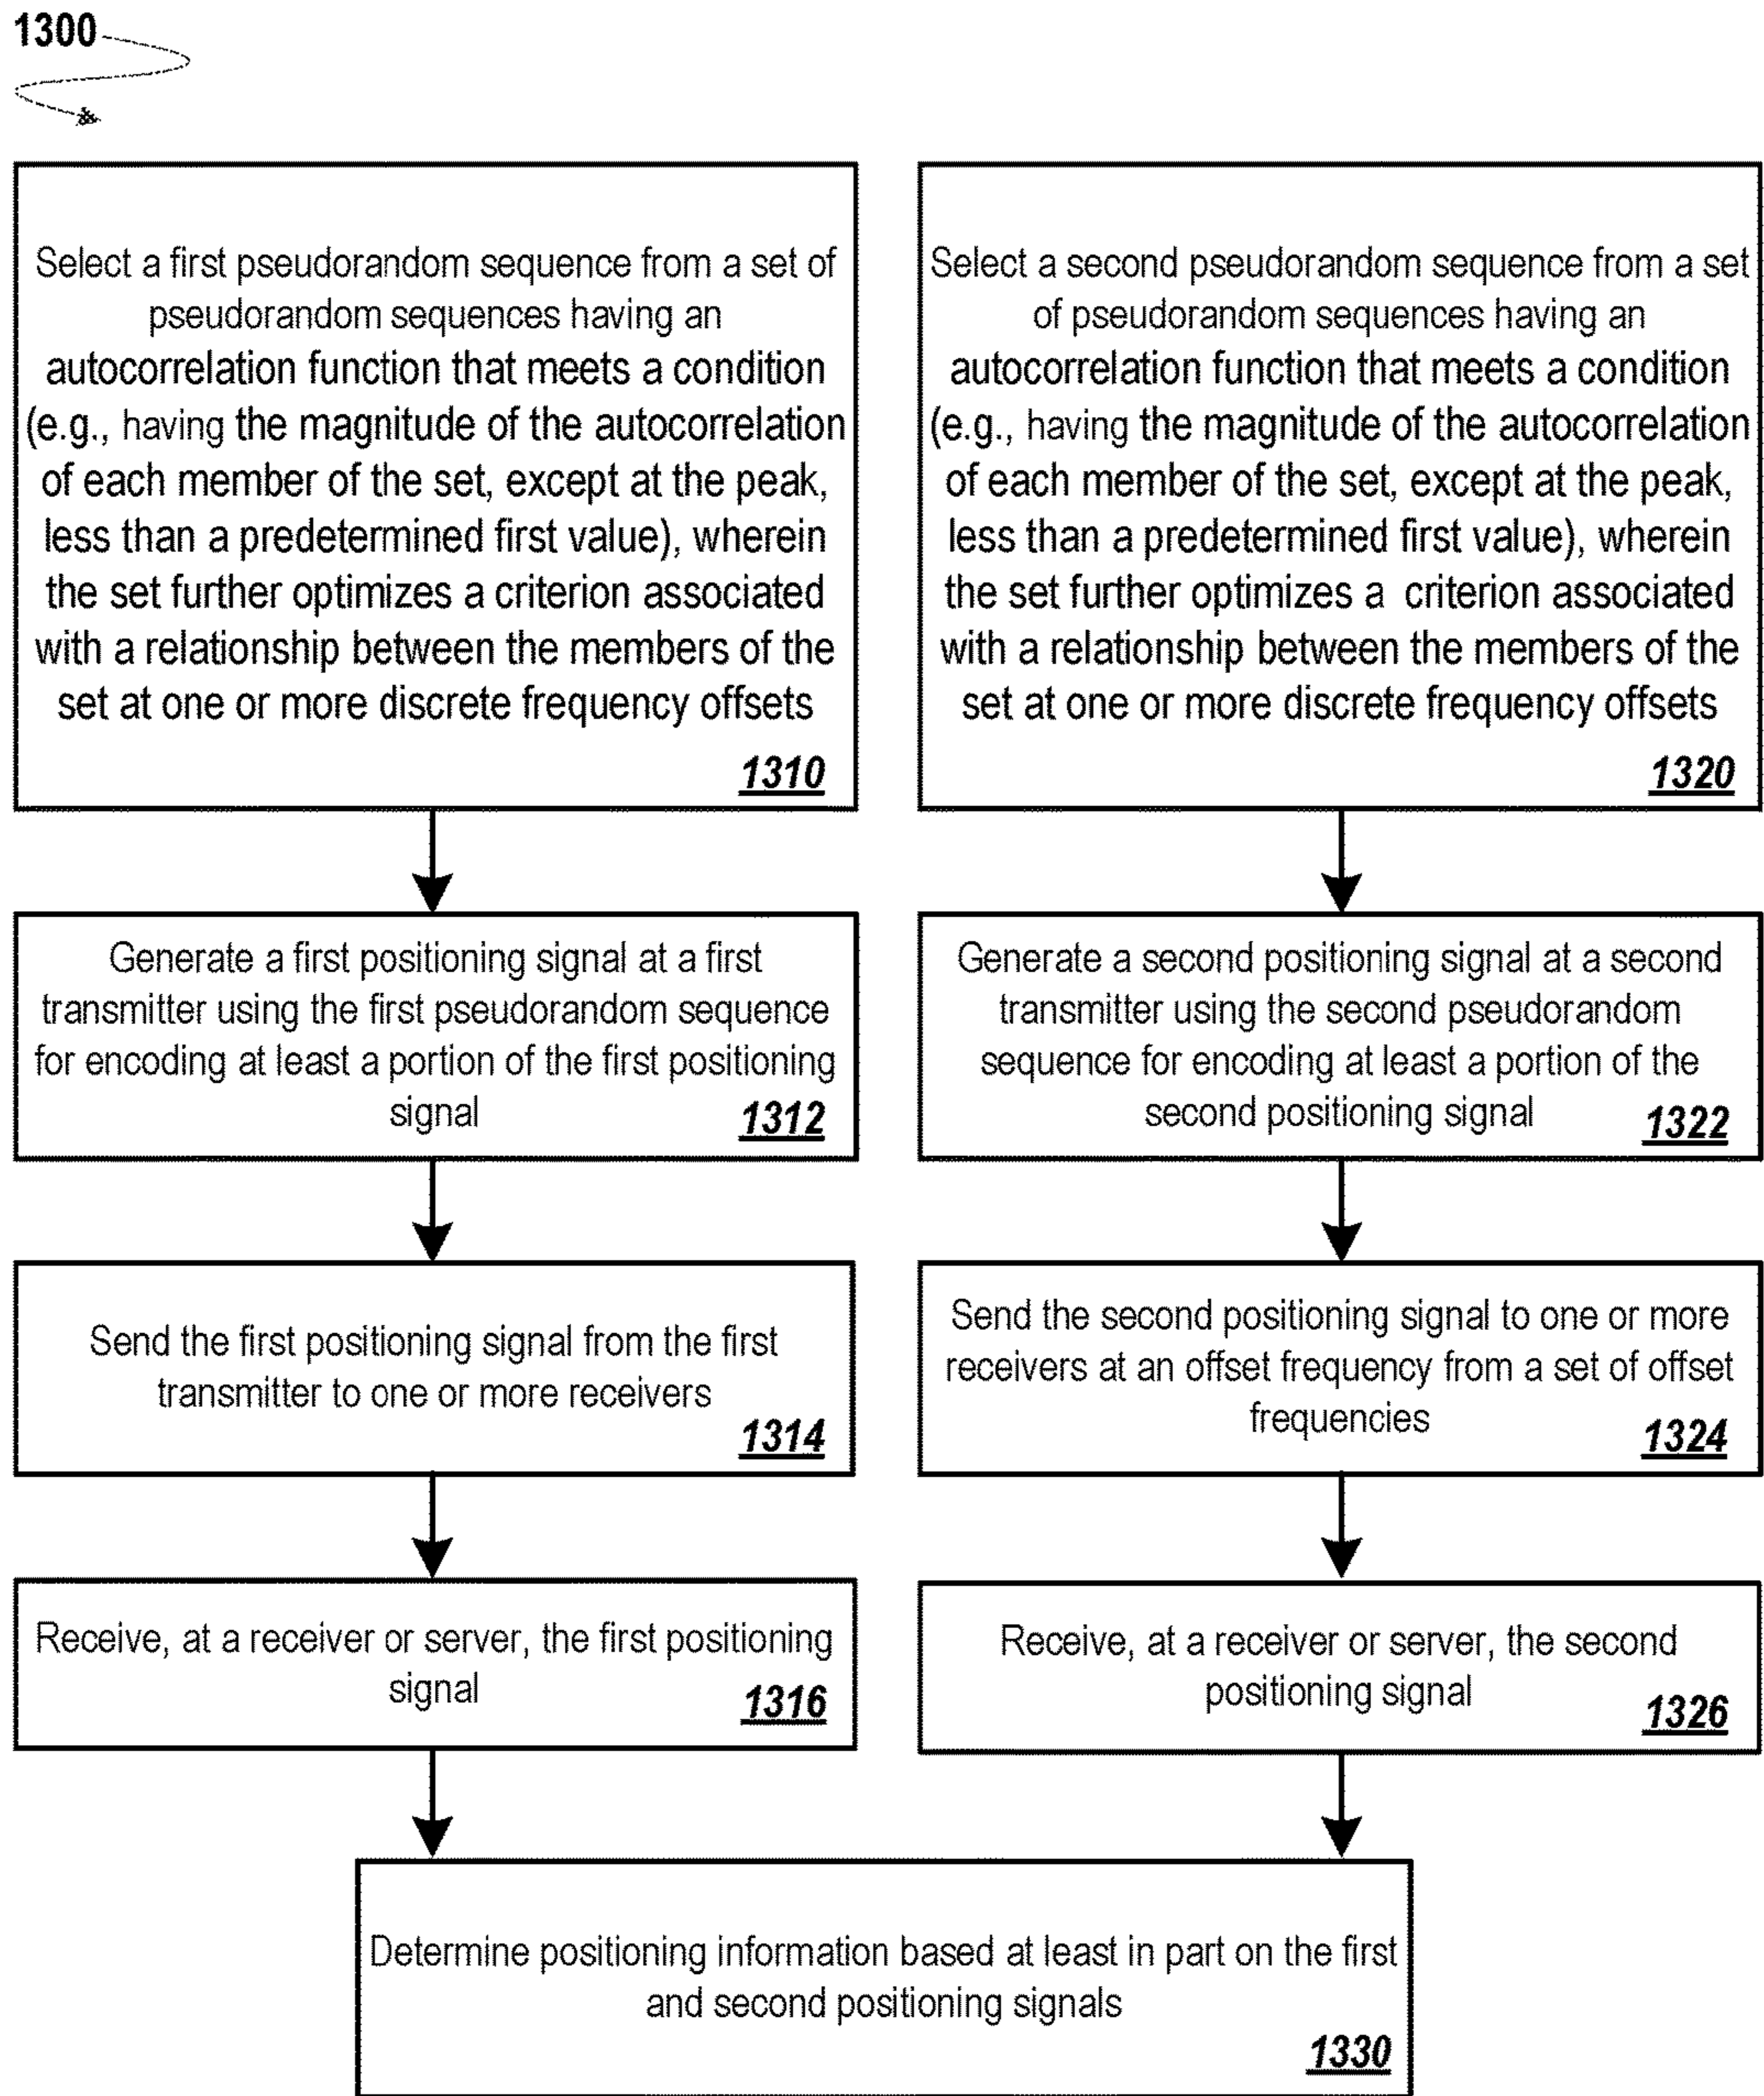 1300
Select a first pseudorandom sequence from a set of
pseudorandom sequences having an
autocorrelation function that meets a condition
(e.g., having the magnitude of the autocorrelation
of each member of the set, except at the peak,
less than a predetermined first value), wherein
the set further optimizes a criterion associated
with a relationship between the members of the
set at one or more discrete frequency offsets
1310
Select a second pseudorandom sequence from a set
of pseudorandom sequences having an
autocorrelation function that meets a condition
(e.g., having the magnitude of the autocorrelation
of each member of the set, except at the peak,
less than a predetermined first value), wherein
the set further optimizes a criterion associated
with a relationship between the members of the
set at one or more discrete frequency offsets
1320
Generate a first positioning signal at a first
transmitter using the first pseudorandom sequence
for encoding at least a portion of the first positioning
signal
1312
Generate a second positioning signal at a second
transmitter using the second pseudorandom
sequence for encoding at least a portion of the
second positioning signal
1322
Send the first positioning signal from the first
transmitter to one or more receivers
1314
Send the second positioning signal to one or more
receivers at an offset frequency from a set of offset
frequencies
1324
Receive, at a receiver or server, the first positioning
signal
1316
Receive, at a receiver or server, the second
positioning signal
1326
Determine positioning information based at least in part on the first
and second positioning signals
1330